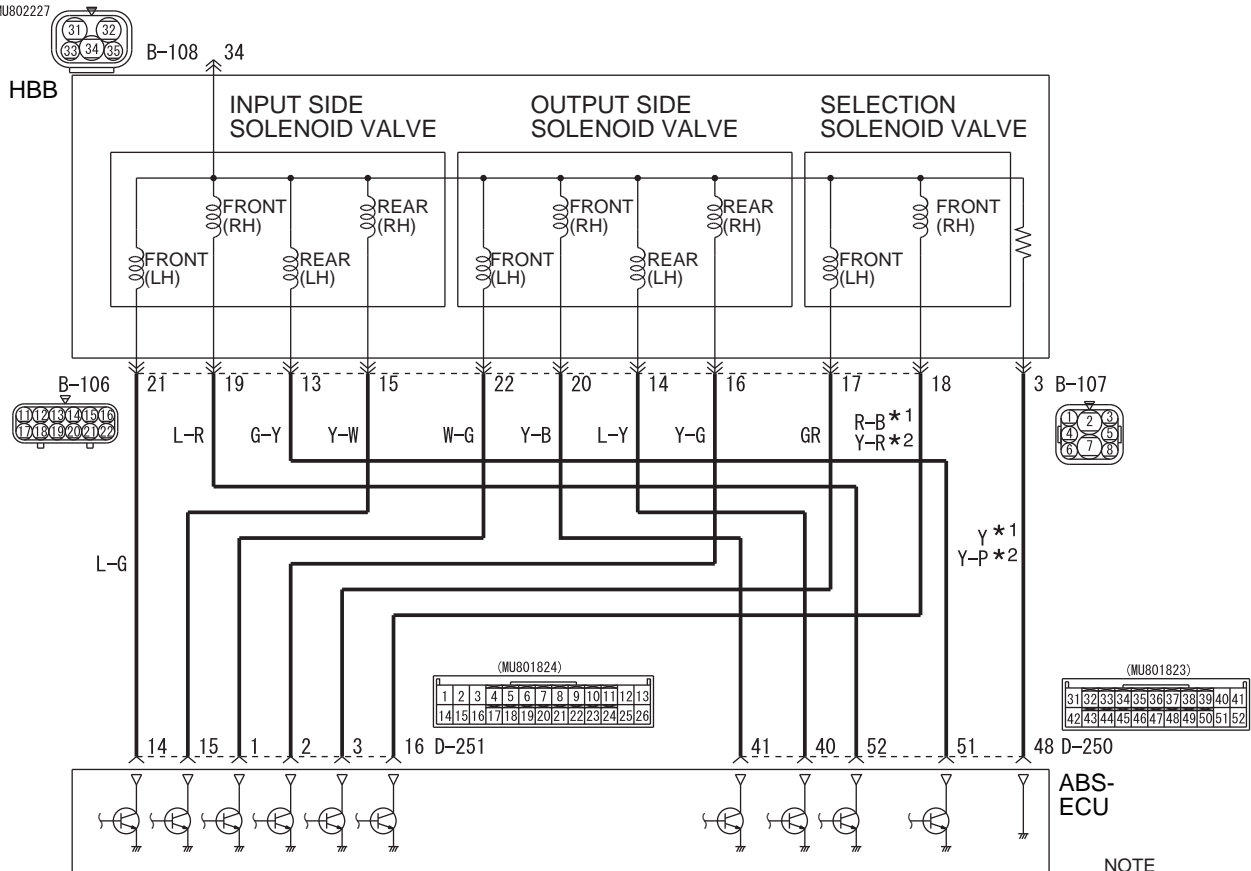 MU802227
31 32
33 34 35
B-108 34
HBB
INPUT SIDE
SOLENOID VALVE
OUTPUT SIDE
SOLENOID VALVE
SELECTION
SOLENOID VALVE
FRONT
(RH)
REAR
(RH)
FRONT
(RH)
REAR
(RH)
FRONT
(RH)
FRONT
(LH)
REAR
(LH)
FRONT
(LH)
REAR
(LH)
FRONT
(LH)
B-106 21 19 13 15 22 20 14 16 17 18 3 B-107
11 12 13 14 15 16
17 18 19 20 21 22
1 2 3
4 5
6 7 8
L-R G-Y Y-W W-G Y-B L-Y Y-G GR
R-B*1
Y-R*2
Y*1
Y-P*2
L-G
(MU801824)
1 2 3 4 5 6 7 8 9 10 11 12 13
14 15 16 17 18 19 20 21 22 23 24 25 26
(MU801823)
31 32 33 34 35 36 37 38 39 40 41
42 43 44 45 46 47 48 49 50 51 52
14 15 1 2 3 16 D-251 41 40 52 51 48 D-250
ABS-
ECU
NOTE